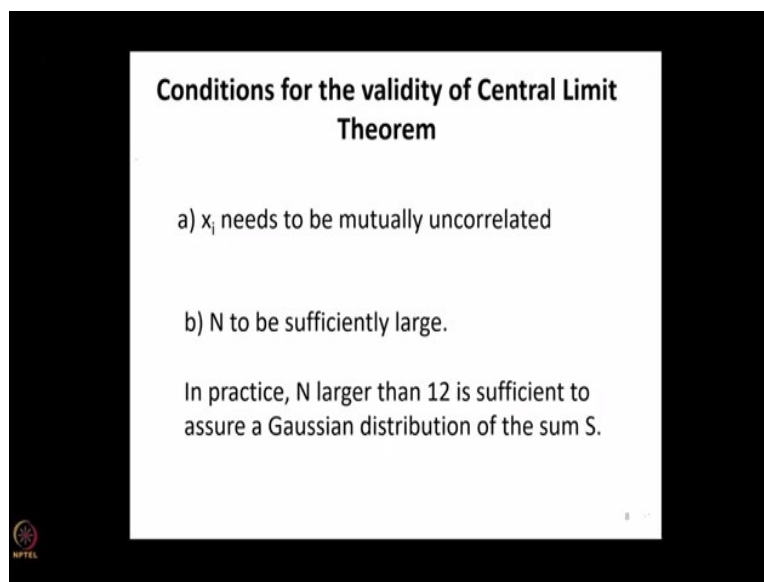 Conditions for the validity of Central Limit
Theorem
a) xᵢ needs to be mutually uncorrelated
b) N to be sufficiently large.
In practice, N larger than 12 is sufficient to
assure a Gaussian distribution of the sum S.
8
NPTEL